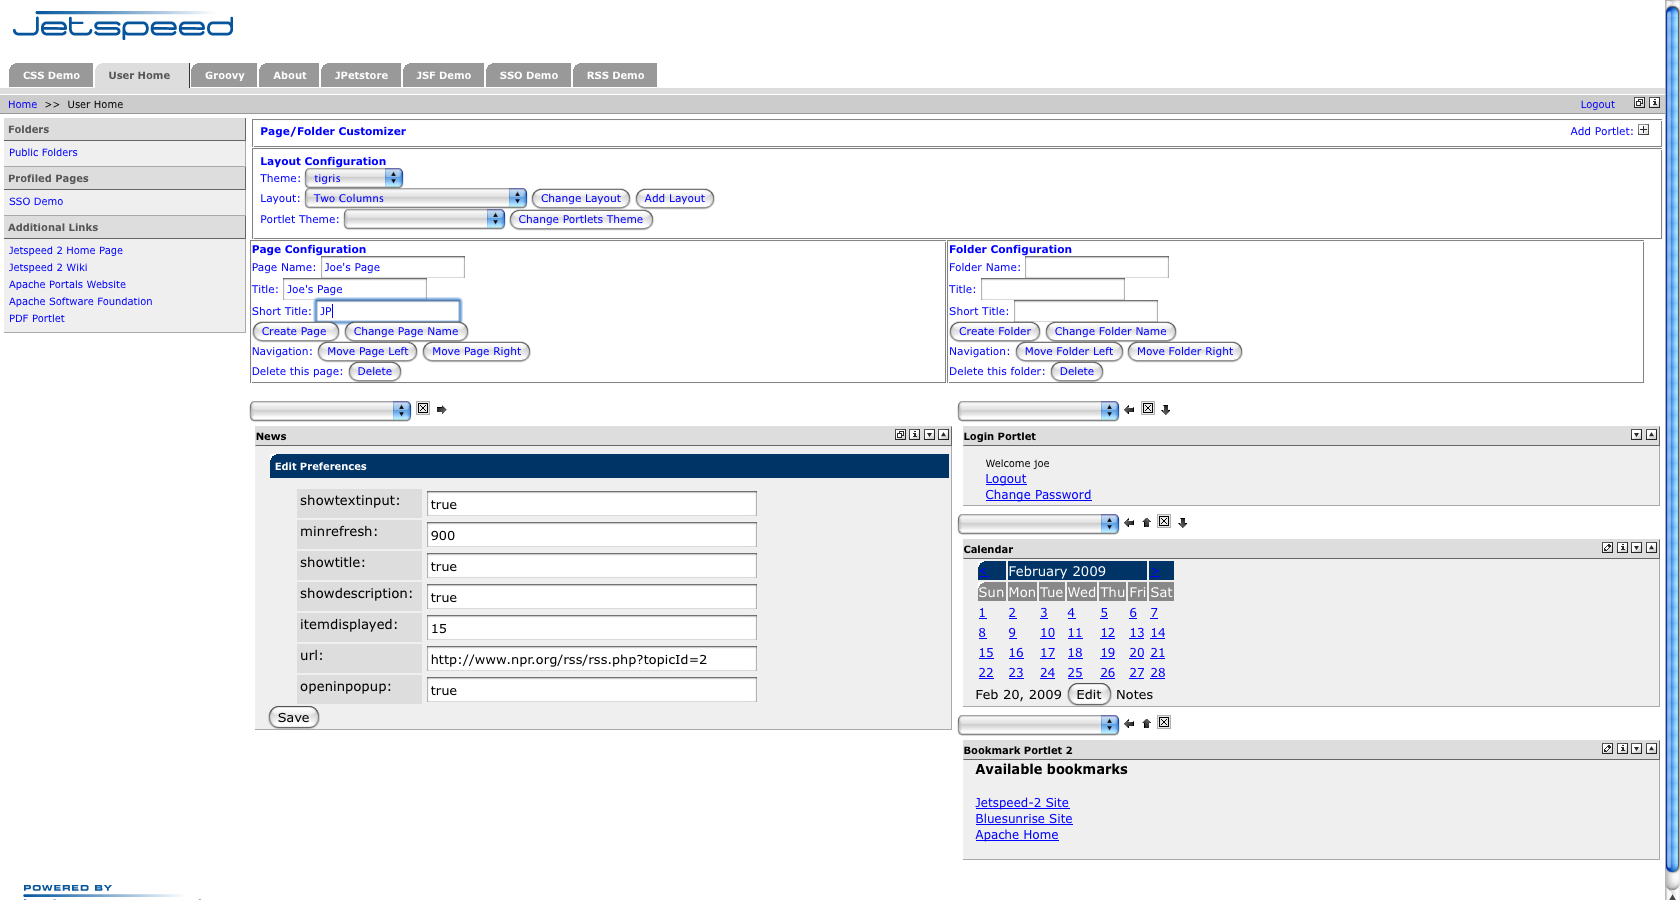 Jetspeed
CSS Demo User Home Groovy About JPetstore JSF Demo SSO Demo RSS Demo
Home >> User Home
Logout
Folders
Public Folders
Profiled Pages
SSO Demo
Additional Links
Jetspeed 2 Home Page
Jetspeed 2 Wiki
Apache Portals Website
Apache Software Foundation
PDF Portlet
Page/Folder Customizer
Add Portlet:
Layout Configuration
Theme: tigris
Layout: Two Columns Change Layout Add Layout
Portlet Theme: Change Portlets Theme
Page Configuration
Page Name: Joe's Page
Title: Joe's Page
Short Title: JP
Create Page Change Page Name
Navigation: Move Page Left Move Page Right
Delete this page: Delete
Folder Configuration
Folder Name:
Title:
Short Title:
Create Folder Change Folder Name
Navigation: Move Folder Left Move Folder Right
Delete this folder: Delete
News
Edit Preferences
showtextinput: true
minrefresh: 900
showtitle: true
showdescription: true
itemdisplayed: 15
url: http://www.npr.org/rss/rss.php?topicId=2
openinpopup: true
Save
Login Portlet
Welcome joe
Logout
Change Password
Calendar
February 2009
Sun Mon Tue Wed Thu Fri Sat
1 2 3 4 5 6 7
8 9 10 11 12 13 14
15 16 17 18 19 20 21
22 23 24 25 26 27 28
Feb 20, 2009 Edit Notes
Bookmark Portlet 2
Available bookmarks
Jetspeed-2 Site
Bluesunrise Site
Apache Home
POWERED BY